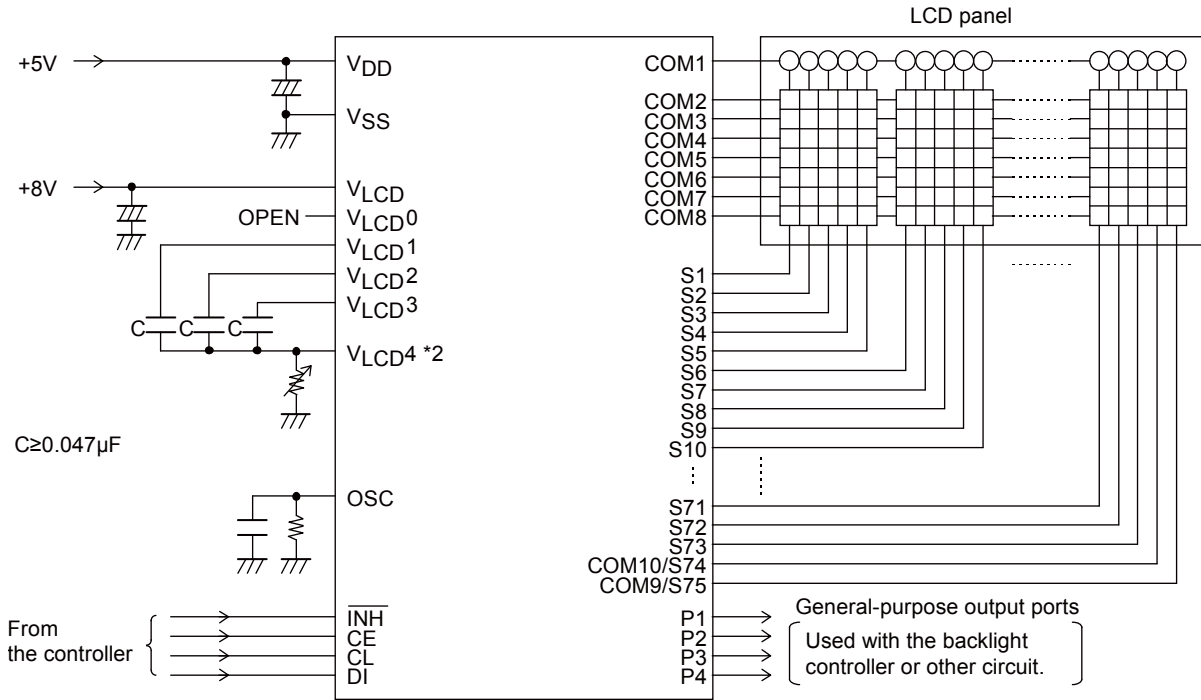 LCD panel
+5V
VDD
COM1
COM2
VSS
COM3
COM4
COM5
+8V
VLCD
COM6
COM7
OPEN
VLCD0
COM8
VLCD1
VLCD2
S1
VLCD3
S2
S3
C
C
C
S4
VLCD4 *2
S5
S6
S7
S8
C≥0.047µF
S9
S10
OSC
S71
S72
S73
COM10/S74
COM9/S75
From
the controller
INH
CE
CL
DI
P1
P2
P3
P4
General-purpose output ports
Used with the backlight
controller or other circuit.